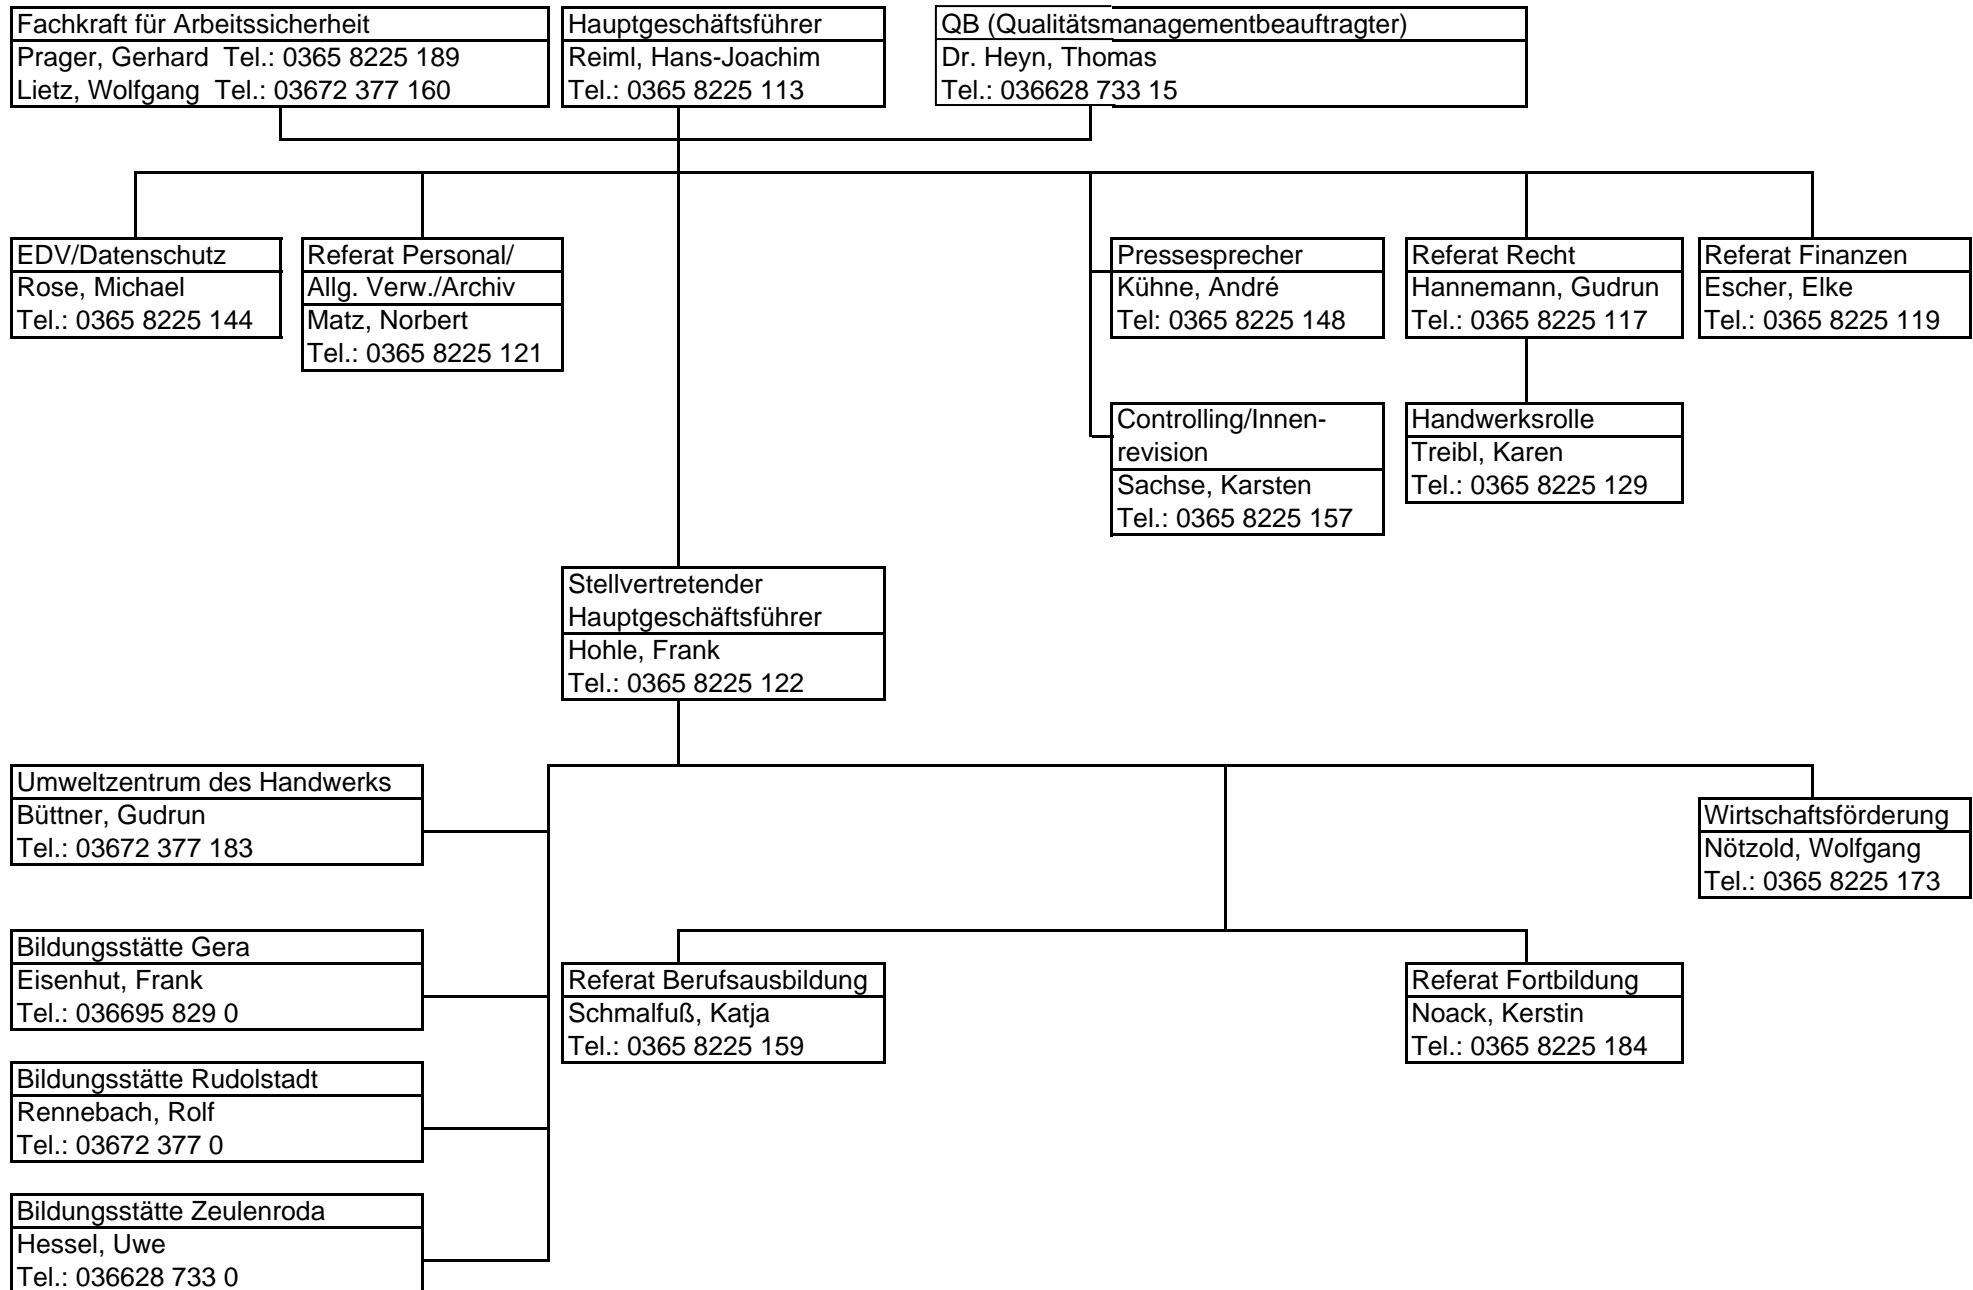 Fachkraft für Arbeitssicherheit
Prager, Gerhard  Tel.: 0365 8225 189
Lietz, Wolfgang  Tel.: 03672 377 160
Hauptgeschäftsführer
Reiml, Hans-Joachim
Tel.: 0365 8225 113
QB (Qualitätsmanagementbeauftragter)
Dr. Heyn, Thomas
Tel.: 036628 733 15
EDV/Datenschutz
Rose, Michael
Tel.: 0365 8225 144
Referat Personal/
Allg. Verw./Archiv
Matz, Norbert
Tel.: 0365 8225 121
Pressesprecher
Kühne, André
Tel: 0365 8225 148
Referat Recht
Hannemann, Gudrun
Tel.: 0365 8225 117
Referat Finanzen
Escher, Elke
Tel.: 0365 8225 119
Controlling/Innen-
revision
Sachse, Karsten
Tel.: 0365 8225 157
Handwerksrolle
Treibl, Karen
Tel.: 0365 8225 129
Stellvertretender
Hauptgeschäftsführer
Hohle, Frank
Tel.: 0365 8225 122
Umweltzentrum des Handwerks
Büttner, Gudrun
Tel.: 03672 377 183
Wirtschaftsförderung
Nötzold, Wolfgang
Tel.: 0365 8225 173
Bildungsstätte Gera
Eisenhut, Frank
Tel.: 036695 829 0
Referat Berufsausbildung
Schmalfuß, Katja
Tel.: 0365 8225 159
Referat Fortbildung
Noack, Kerstin
Tel.: 0365 8225 184
Bildungsstätte Rudolstadt
Rennebach, Rolf
Tel.: 03672 377 0
Bildungsstätte Zeulenroda
Hessel, Uwe
Tel.: 036628 733 0